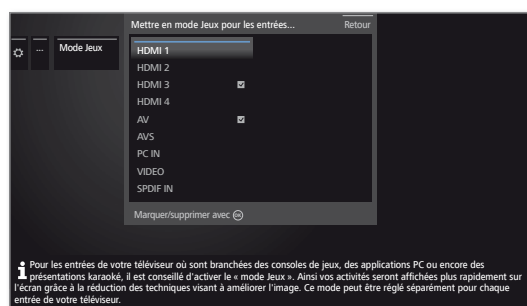 Mettre en mode Jeux pour les entrées... Retour
... Mode Jeux
HDMI 1
HDMI 2
HDMI 3
HDMI 4
AV
AVS
PC IN
VIDEO
SPDIF IN
Marquer/supprimer avec OK
Pour les entrées de votre téléviseur où sont branchées des consoles de jeux, des applications PC ou encore des
présentations karaoké, il est conseillé d'activer le « mode Jeux ». Ainsi vos activités seront affichées plus rapidement sur
l'écran grâce à la réduction des techniques visant à améliorer l'image. Ce mode peut être réglé séparément pour chaque
entrée de votre téléviseur.